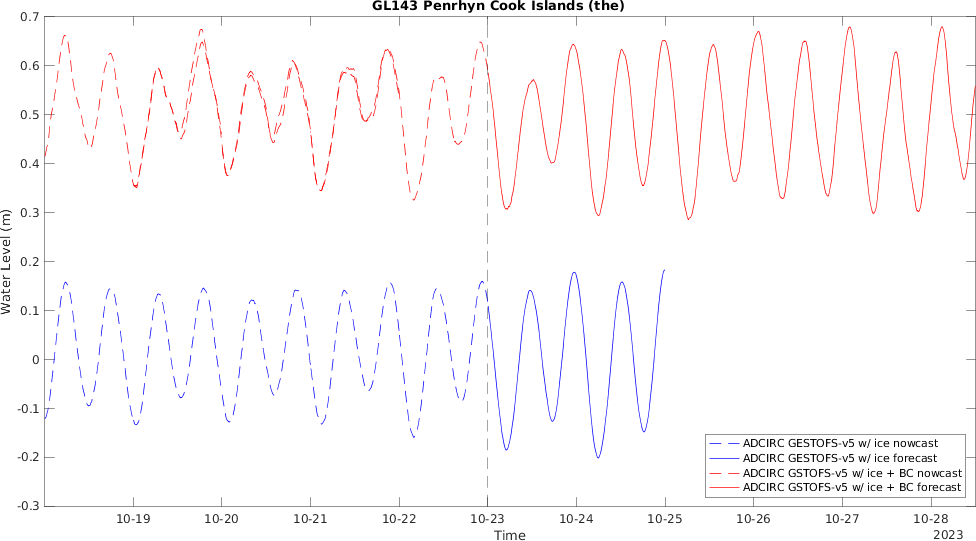 GL143 Penrhyn Cook Islands (the)
0.7
0.6
0.5
0.4
0.3
0.2
0.1
0
-0.1
-0.2
-0.3
Water Level (m)
ADCIRC GESTOFS-v5 w/ ice nowcast
ADCIRC GESTOFS-v5 w/ ice forecast
ADCIRC GSTOFS-v5 w/ ice + BC nowcast
ADCIRC GSTOFS-v5 w/ ice + BC forecast
10-19 10-20 10-21 10-22 10-23 10-24 10-25 10-26 10-27 10-28
Time
2023